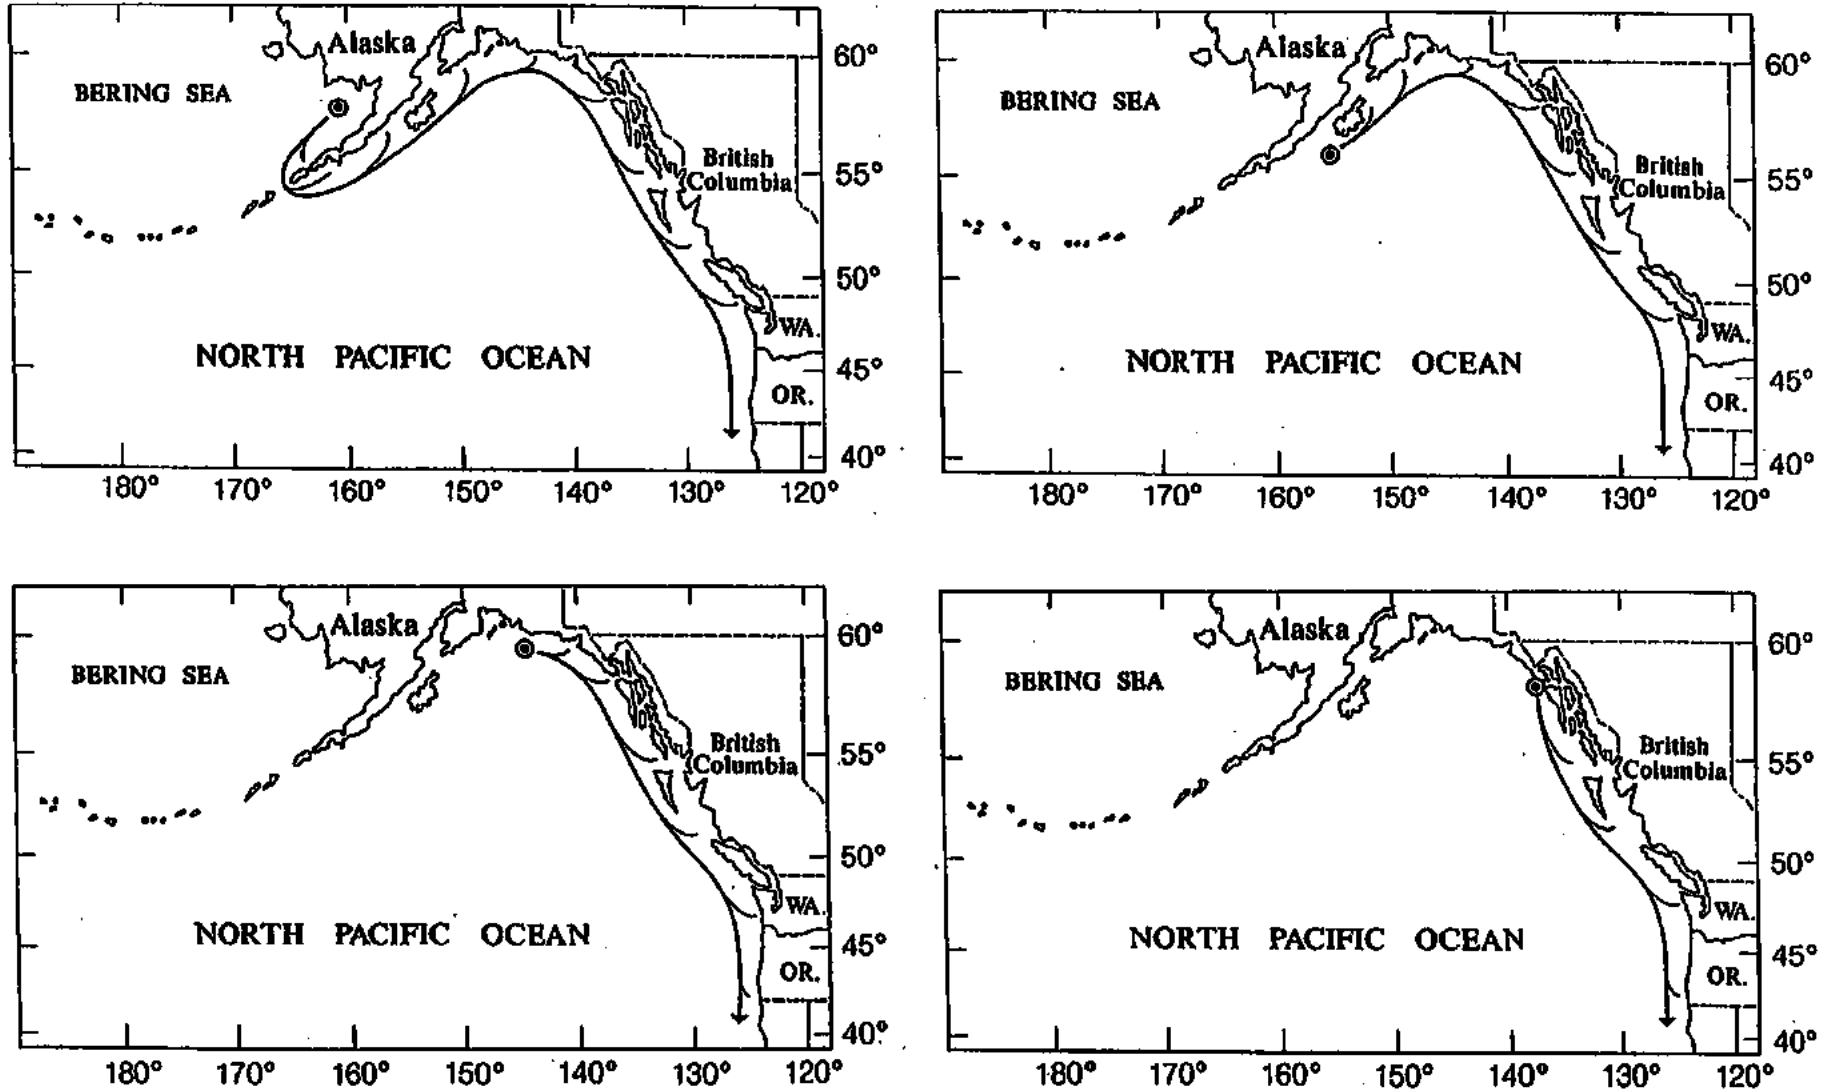 Alaska
60°
BERING SEA
British
Columbia
55°
50°
WA.
NORTH PACIFIC OCEAN
45°
OR.
40°
180° 170° 160° 150° 140° 130° 120°
Alaska
60°
BERING SEA
British
Columbia
55°
50°
WA.
NORTH PACIFIC OCEAN
45°
OR.
40°
180° 170° 160° 150° 140° 130° 120°
Alaska
60°
BERING SEA
British
Columbia
55°
50°
WA.
NORTH PACIFIC OCEAN
45°
OR.
40°
180° 170° 160° 150° 140° 130° 120°
Alaska
60°
BERING SEA
British
Columbia
55°
50°
WA.
NORTH PACIFIC OCEAN
45°
OR.
40°
180° 170° 160° 150° 140° 130° 120°